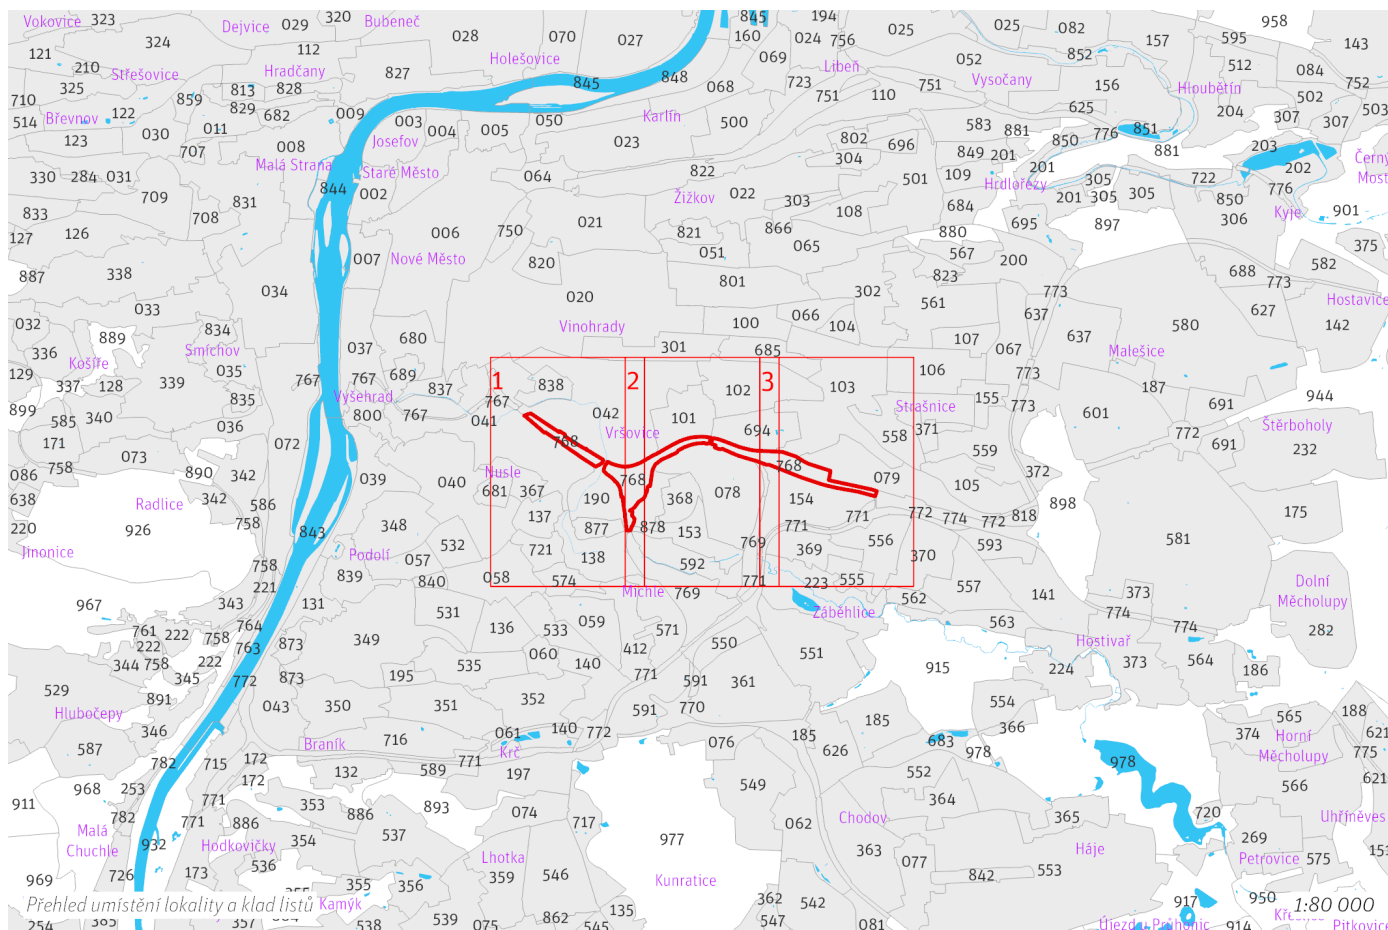 Vokovice 323 Dejvice 029 320 Bubeneč 845 194 025 082 958
121 324 112 028 070 027 160 024 756 852 157 595 143
210 Střešovice Hradčany 827 Holešovice 069 Libeň 052 Vysočany 512 084
325 813 828 845 848 068 723 751 110 751 156 Hloubětín 502 752
710 859 829 682 009 003 050 Karlín 625 204 307 503
514 Břevnov 122 011 004 005 500 583 881 776 851 307
123 030 707 008 Josefov 023 802 696 850 881 203
Malá Strana Staré Město 822 304 849 201 201 202 Černý Most
330 284 031 844 064 Žižkov 022 303 501 109 Hrdlořezy 305 722 776
709 831 002 201 305 305 850
833 708 006 750 021 821 108 684 695 897 306 Kyje 901
127 126 007 Nové Město 051 866 065 880 567 375
887 338 034 820 801 823 200 688 773 582
033 020 302 561 773 627 Hostavice
032 834 Vinohrady 100 066 104 637 637 580 142
889 Smíchov 037 680 301 685 107 067 Malešice
336 Košíře 035 773
129 337 128 339 767 767 689 837 838 102 103 106 187 944
899 340 835 Vyšehrad 767 1 2 3 155 773 601 691
585 036 800 767 041 042 101 Strašnice 371 Štěrboholy
171 073 072 768 Vršovice 694 558 559 772 691 232
086 758 890 342 039 040 Nusle 768 768 079 372
638 Radlice 342 586 681 367 190 368 078 154 105 898 175
220 926 758 843 348 137 877 878 153 771 771 772 774 772 818
Jinonice 758 Podolí 057 532 721 138 769 369 556 370 593 581
221 839 840 058 574 592 771 223 555 557 Dolní
967 343 131 531 Michle 769 Záběhlice 562 141 373 Měcholupy
761 222 764 136 533 059 571 563 774 774 282
222 758 763 873 349 412 550 Hostivař
344 758 222 535 060 140 551 915 373 564 186
529 345 772 873 195 771 591 361 224
Hlubočepy 891 043 350 351 352 591 770 554 188
346 061 140 772 185 185 366 565 621
587 Braník 716 Krč 076 626 683 978 374 Horní 775
782 715 172 771 978 Měcholupy
968 253 172 132 589 197 549 552 566 621
911 782 771 353 886 893 074 364 720 Uhříněves
Malá 771 886 537 717 977 062 Chodov 365 269
Chuchle 932 Hodkovičky 354 Lhotka 363 Háje 151
969 726 173 536 355 356 359 546 Kunratice 077 842 553 Petrovice 575
Přehled umístění lokality a klad listů Kamýk 135 362 542 917 950 1:80 000
254 385 357 538 539 075 862 547 081 Újezd u Průhonic 914 Pitkovice